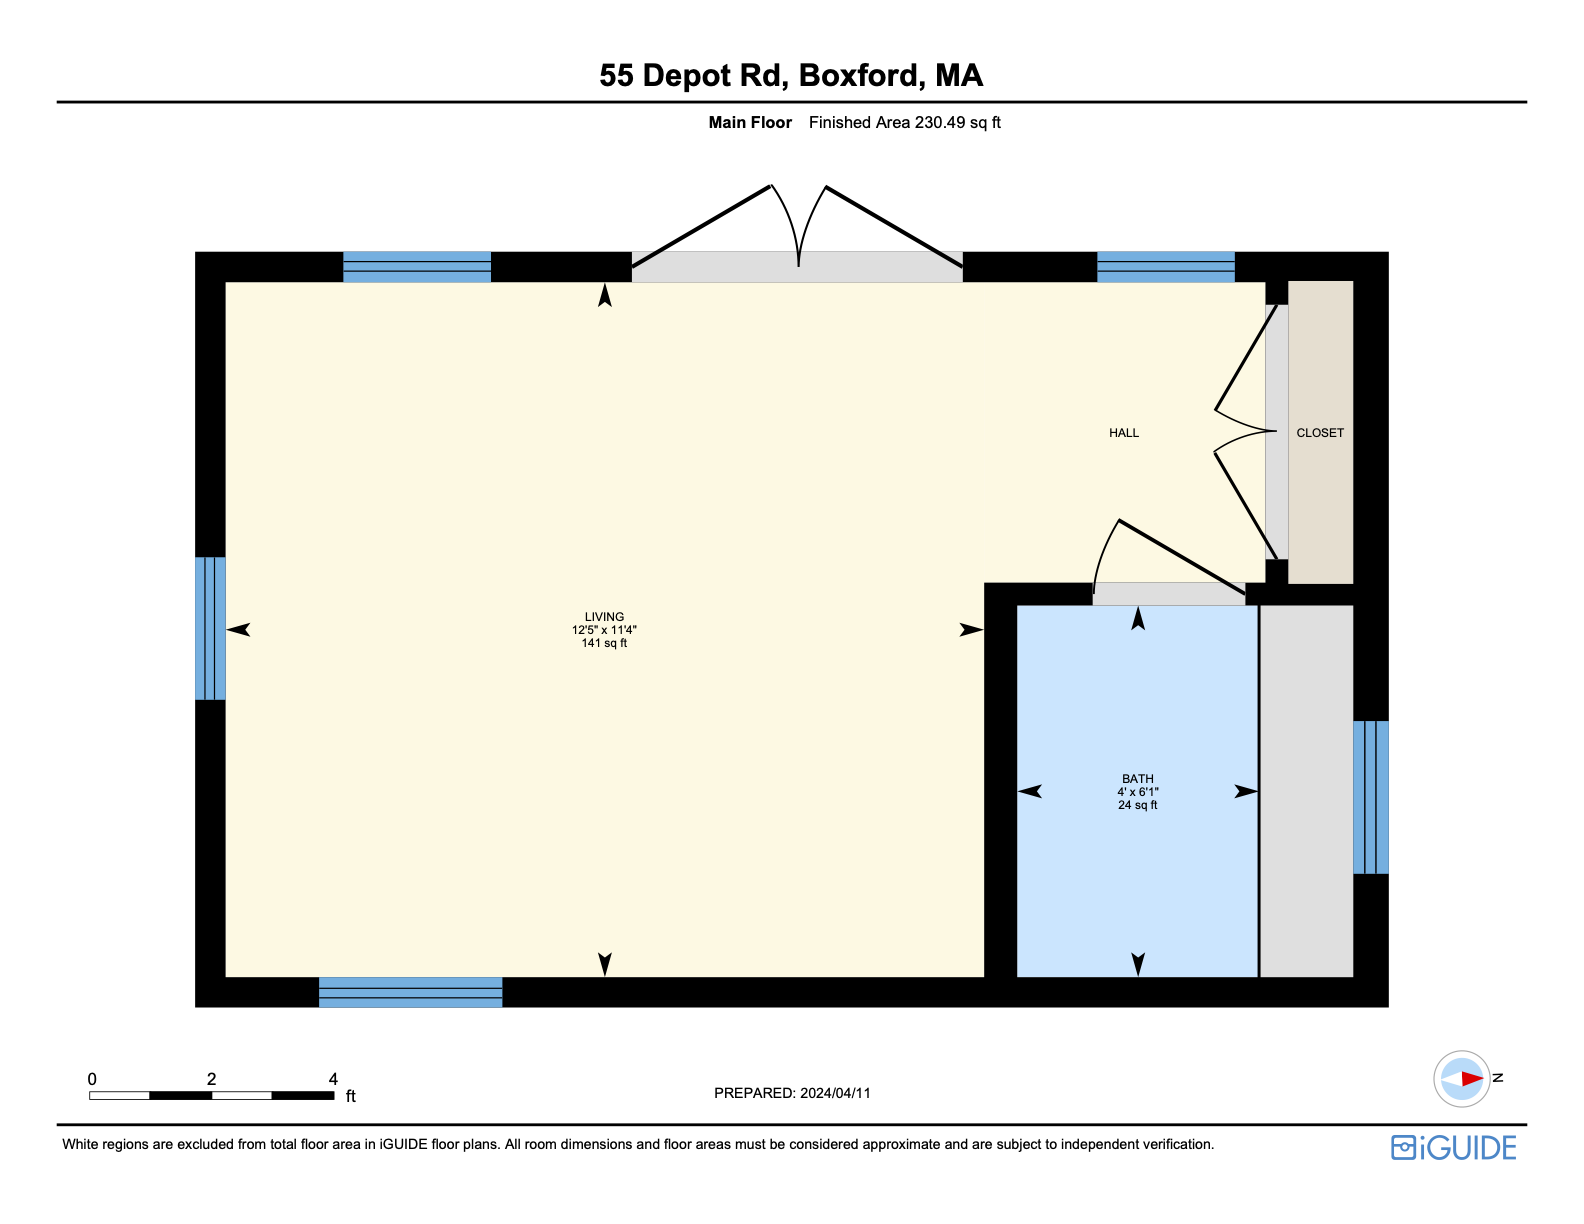 55 Depot Rd, Boxford, MA
Main Floor Finished Area 230.49 sq ft
HALL
CLOSET
LIVING
12'5" x 11'4"
141 sq ft
BATH
4' x 6'1"
24 sq ft
0 2 4
ft
PREPARED: 2024/04/11
N
White regions are excluded from total floor area in iGUIDE floor plans. All room dimensions and floor areas must be considered approximate and are subject to independent verification.
iGUIDE